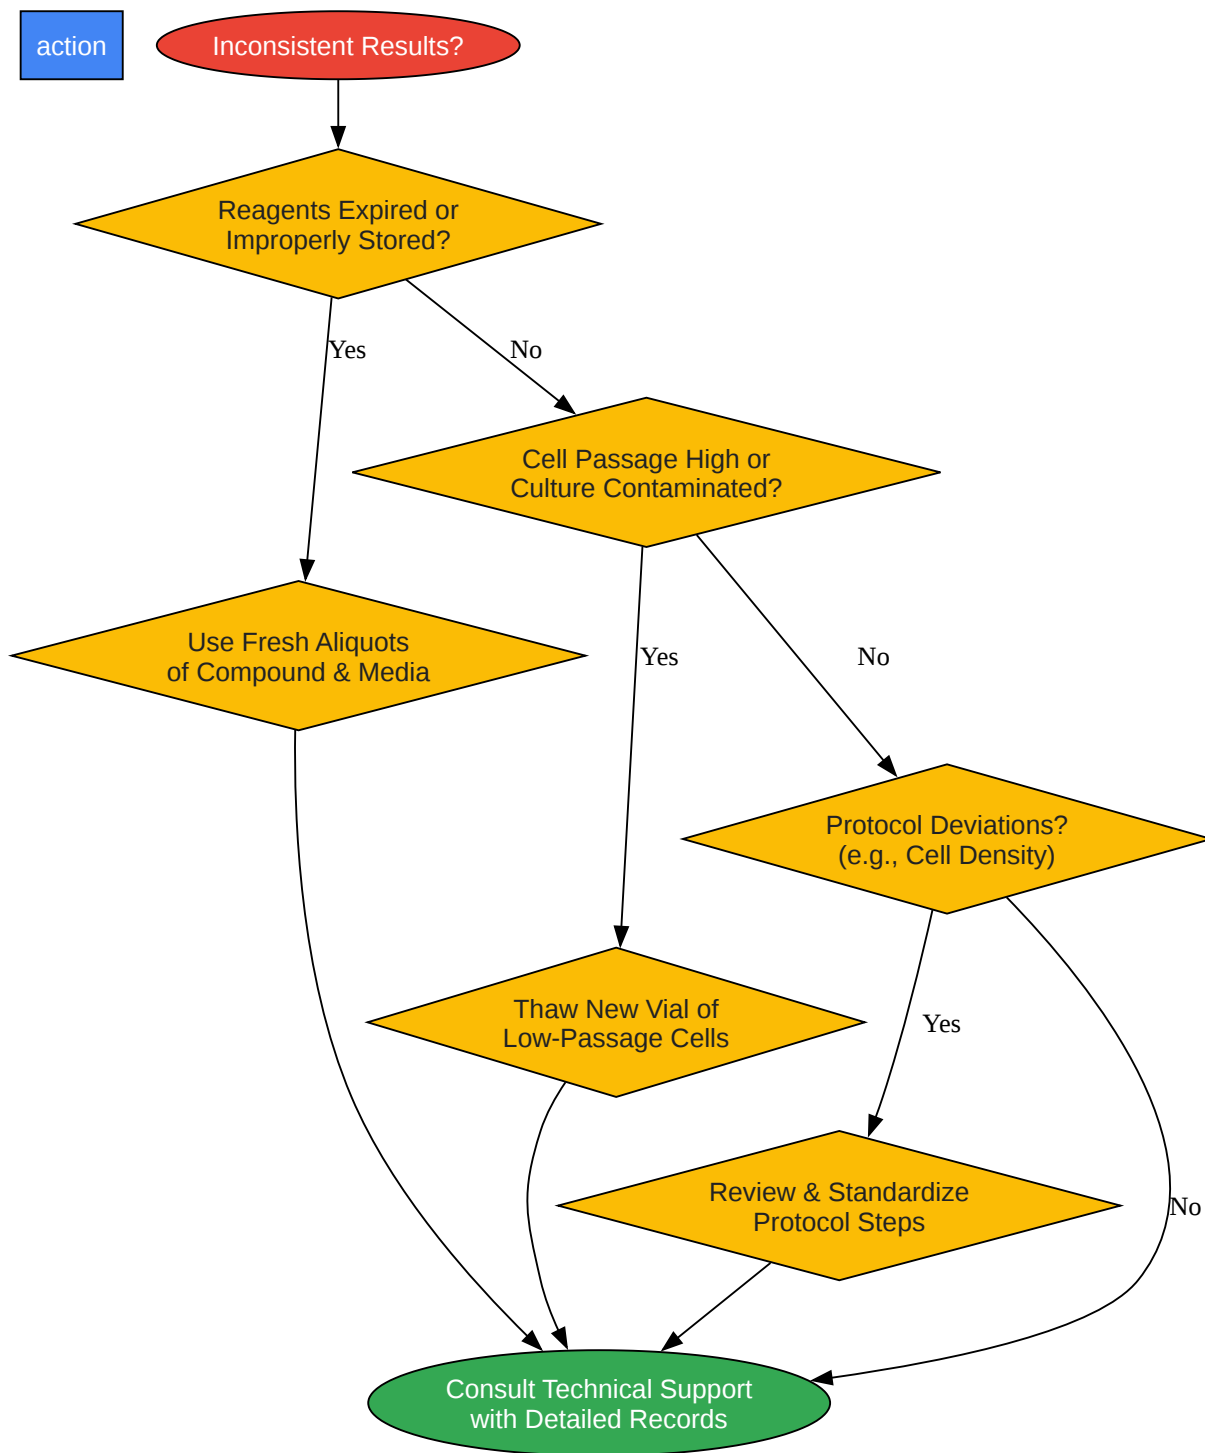 action
Inconsistent Results?
Reagents Expired or
Improperly Stored?
Yes
No
Cell Passage High or
Culture Contaminated?
Use Fresh Aliquots
of Compound & Media
Yes
No
Protocol Deviations?
(e.g., Cell Density)
Thaw New Vial of
Low-Passage Cells
Yes
Review & Standardize
Protocol Steps
No
Consult Technical Support
with Detailed Records